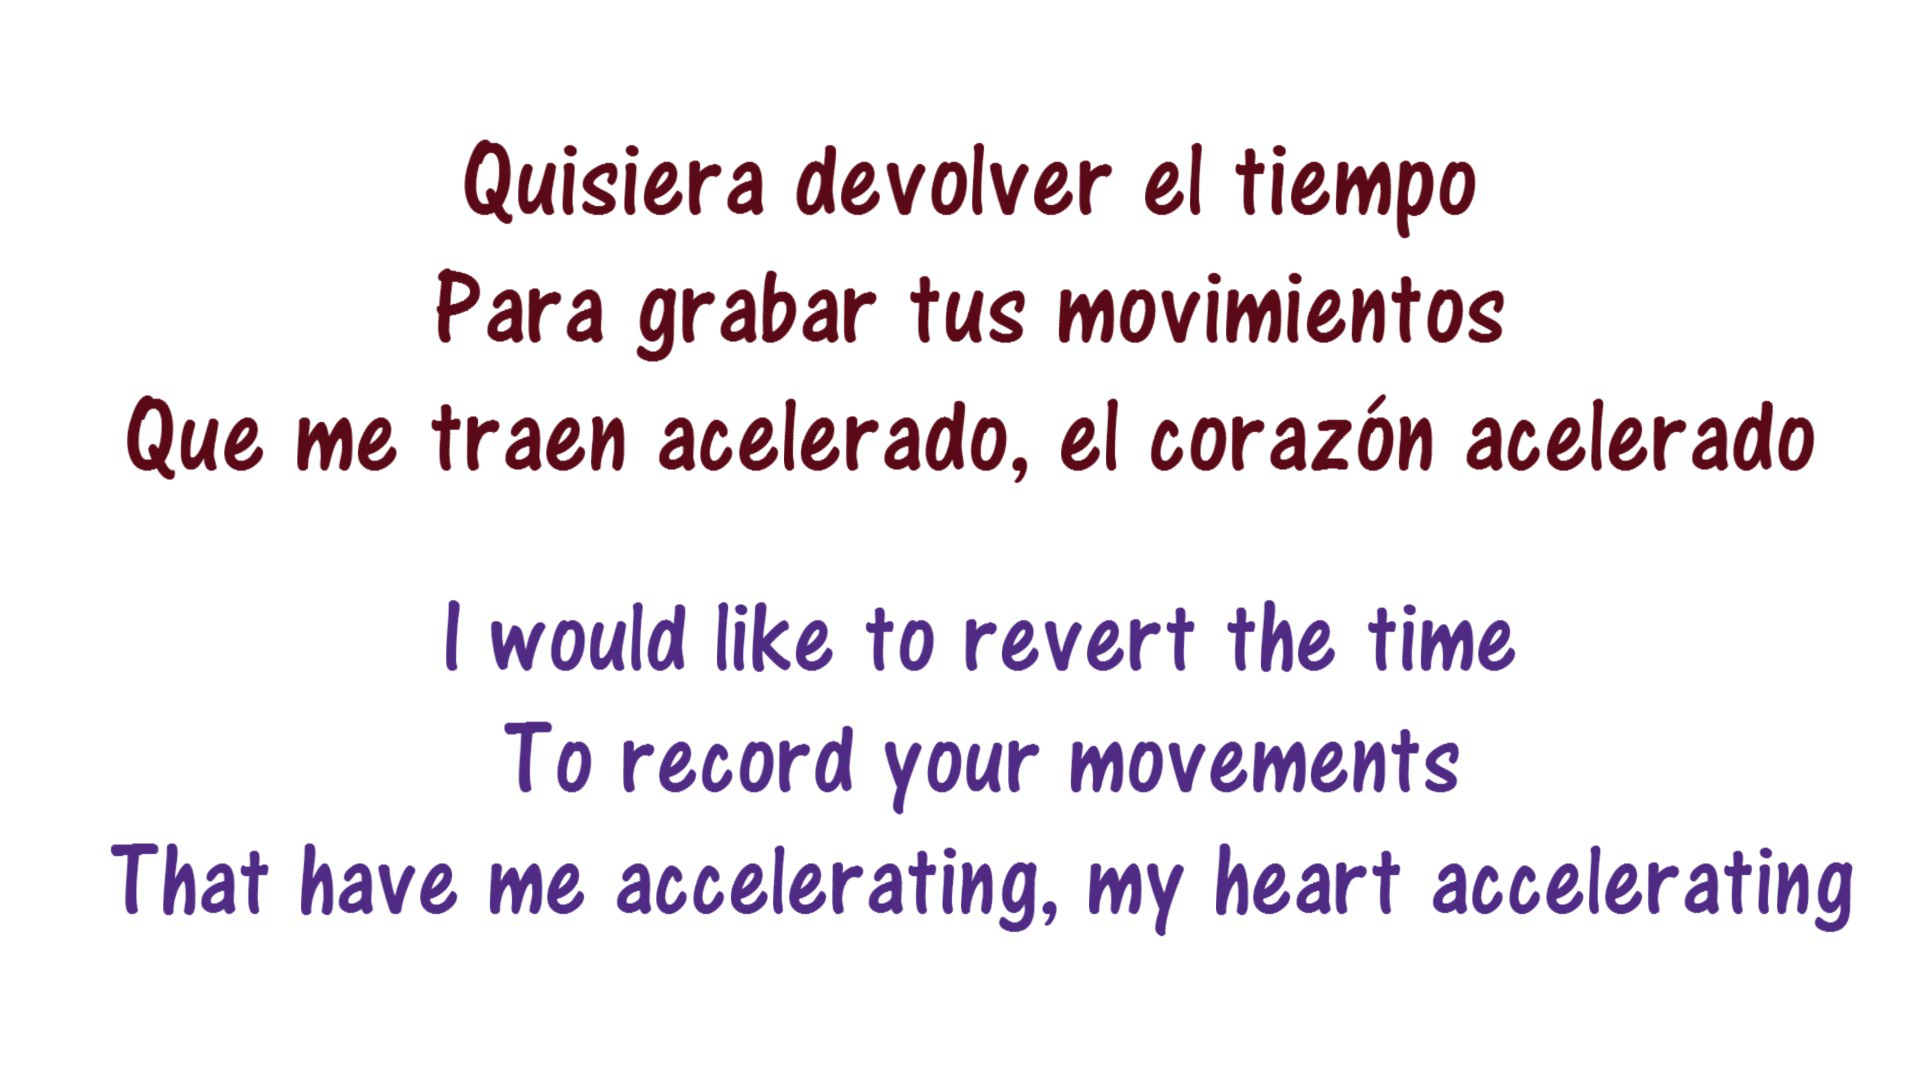 Quisiera devolver el tiempo
Para grabar tus movimientos
Que me traen acelerado, el corazón acelerado
I would like to revert the time
To record your movements
That have me accelerating, my heart accelerating